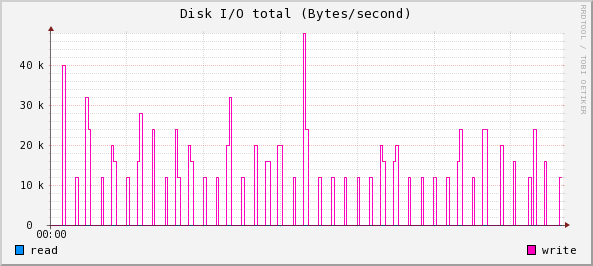 Disk I/O total (Bytes/second)
RRDTOOL / TOBI OETIKER
40 k
30 k
20 k
10 k
0
00:00
read
write